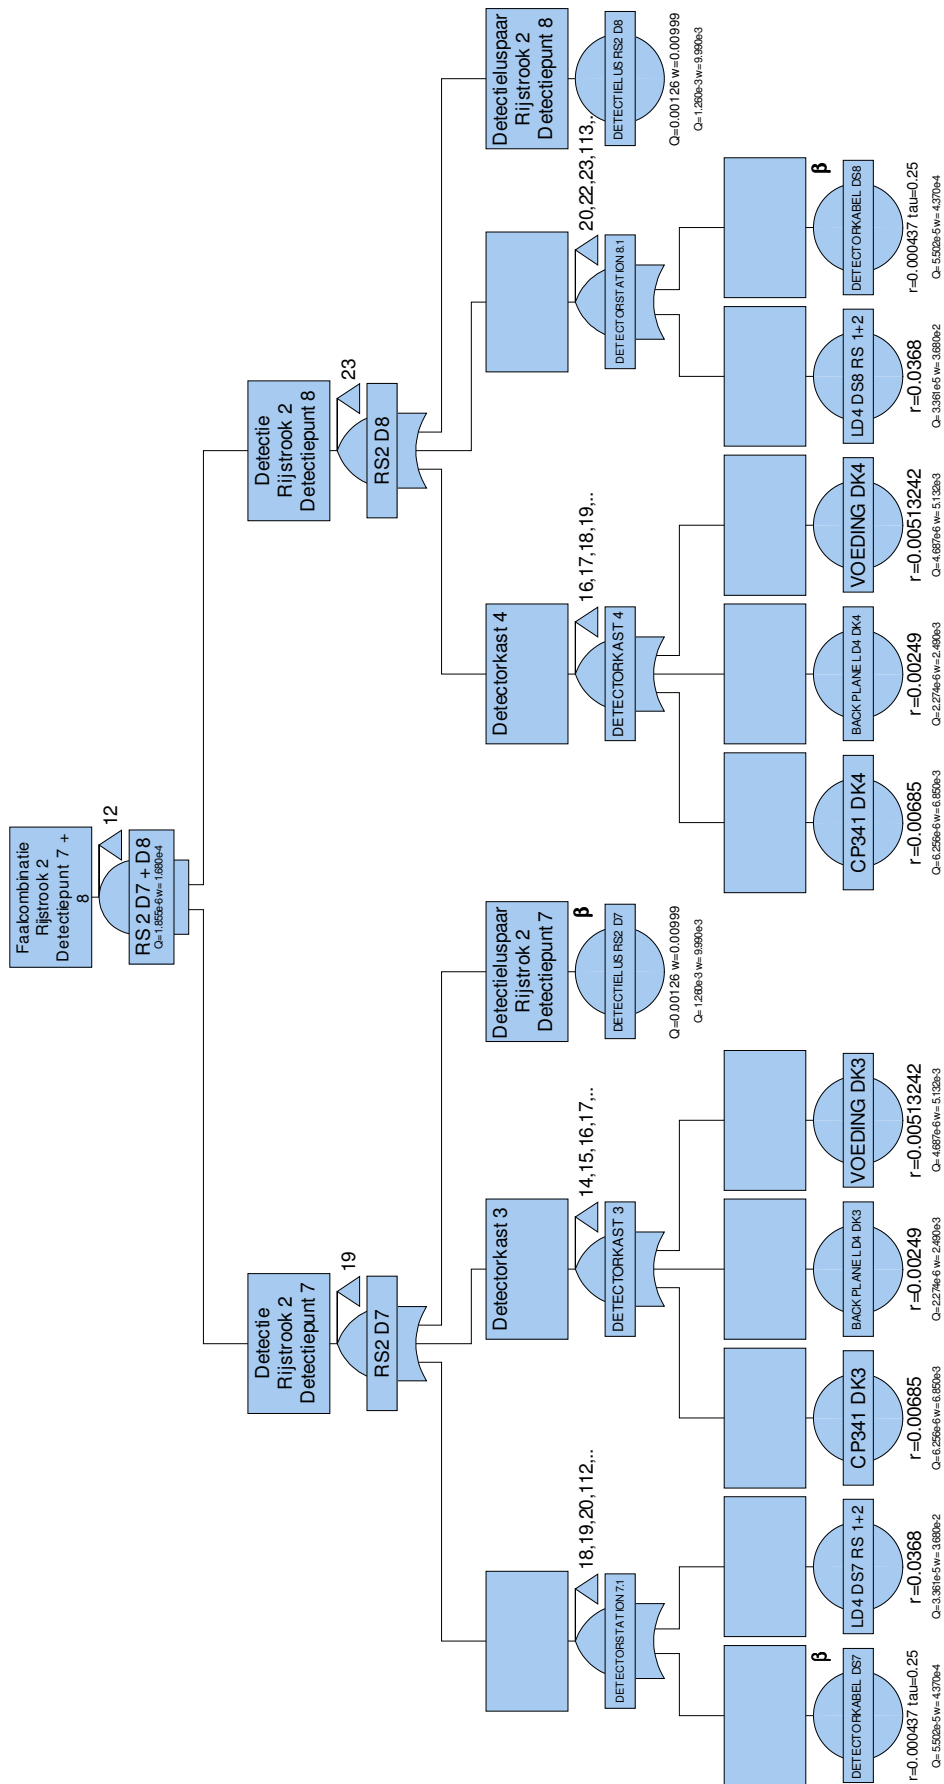 Faalcombinatie
Rijstrook 2
Detectiepunt 7 +
8
12
RS 2 D7 + D8
Q=1.855e-6 w=1.680e-4
Detectie
Rijstrook 2
Detectiepunt 7
19
RS2 D7
Detectie
Rijstrook 2
Detectiepunt 8
23
RS2 D8
18,19,20,112,..
DETECTORSTATION 7.1
Detectorkast 3
14,15,16,17,..
DETECTORKAST 3
Detectieluspaar
Rijstrok 2
Detectiepunt 7
β
DETECTIELUS RS2 D7
Q=0.00126 w=0.00999
Q=1.260e-3 w=9.990e-3
Detectorkast 4
16,17,18,19,..
DETECTORKAST 4
20,22,23,113,..
DETECTORSTATION 8.1
Detectieluspaar
Rijstrook 2
Detectiepunt 8
DETECTIELUS RS2 D8
Q=0.00126 w=0.00999
Q=1.260e-3 w=9.990e-3
β
DETECTORKABEL DS7
r=0.000437 tau=0.25
Q=5.502e-5 w=4.370e-4
LD4 DS7 RS 1+2
r=0.0368
Q=3.361e-5 w=3.680e-2
CP341 DK3
r=0.00685
Q=6.256e-6 w=6.850e-3
BACKPLANE LD4 DK3
r=0.00249
Q=2.274e-6 w=2.490e-3
VOEDING DK3
r=0.00513242
Q=4.687e-6 w=5.132e-3
CP341 DK4
r=0.00685
Q=6.256e-6 w=6.850e-3
BACKPLANE LD4 DK4
r=0.00249
Q=2.274e-6 w=2.490e-3
VOEDING DK4
r=0.00513242
Q=4.687e-6 w=5.132e-3
LD4 DS8 RS 1+2
r=0.0368
Q=3.361e-5 w=3.680e-2
β
DETECTORKABEL DS8
r=0.000437 tau=0.25
Q=5.502e-5 w=4.370e-4